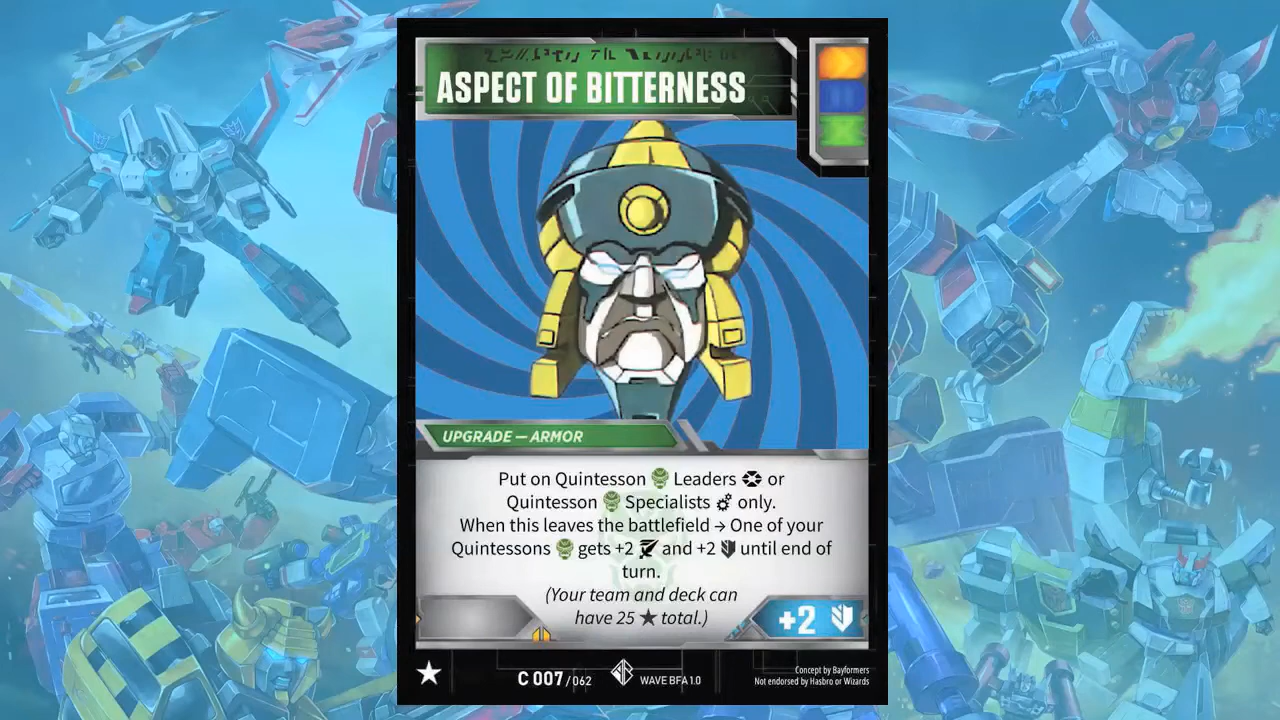 ASPECT OF BITTERNESS
UPGRADE – ARMOR
Put on Quintesson Leaders or
Quintesson Specialists only.
When this leaves the battlefield → One of your
Quintessons gets +2 and +2 until end of
turn.
(Your team and deck can
have 25 ★ total.)
+2
★ C 007/062 WAVE BFA 1.0
Concept by Bayformers
Not endorsed by Hasbro or Wizards